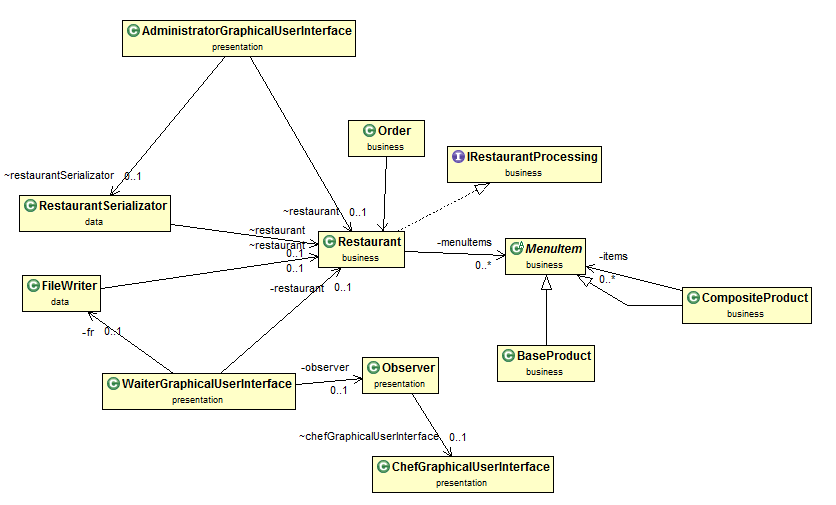 AdministratorGraphicalUserInterface
presentation
Order
business
IRestaurantProcessing
business
~restaurantSerializator
0..1
RestaurantSerializator
data
~restaurant
0..1
~restaurant
~restaurant
0..1
0..1
Restaurant
business
-menuItems
0..*
MenuItem
business
-items
0..*
CompositeProduct
business
FileWriter
data
-restaurant
0..1
-fr
0..1
BaseProduct
business
WaiterGraphicalUserInterface
presentation
-observer
0..1
Observer
presentation
~chefGraphicalUserInterface
0..1
ChefGraphicalUserInterface
presentation